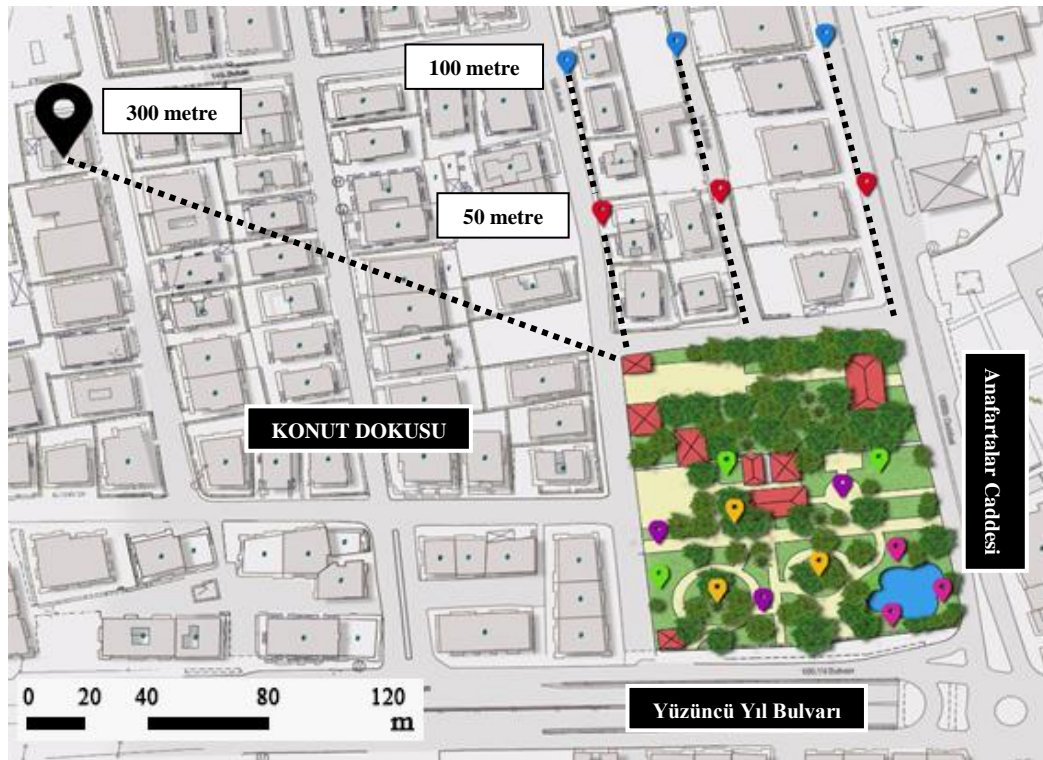 100 metre
300 metre
50 metre
KONUT DOKUSU
Anafartalar Caddesi
0 20 40 80 120
m
Yüzüncü Yıl Bulvarı